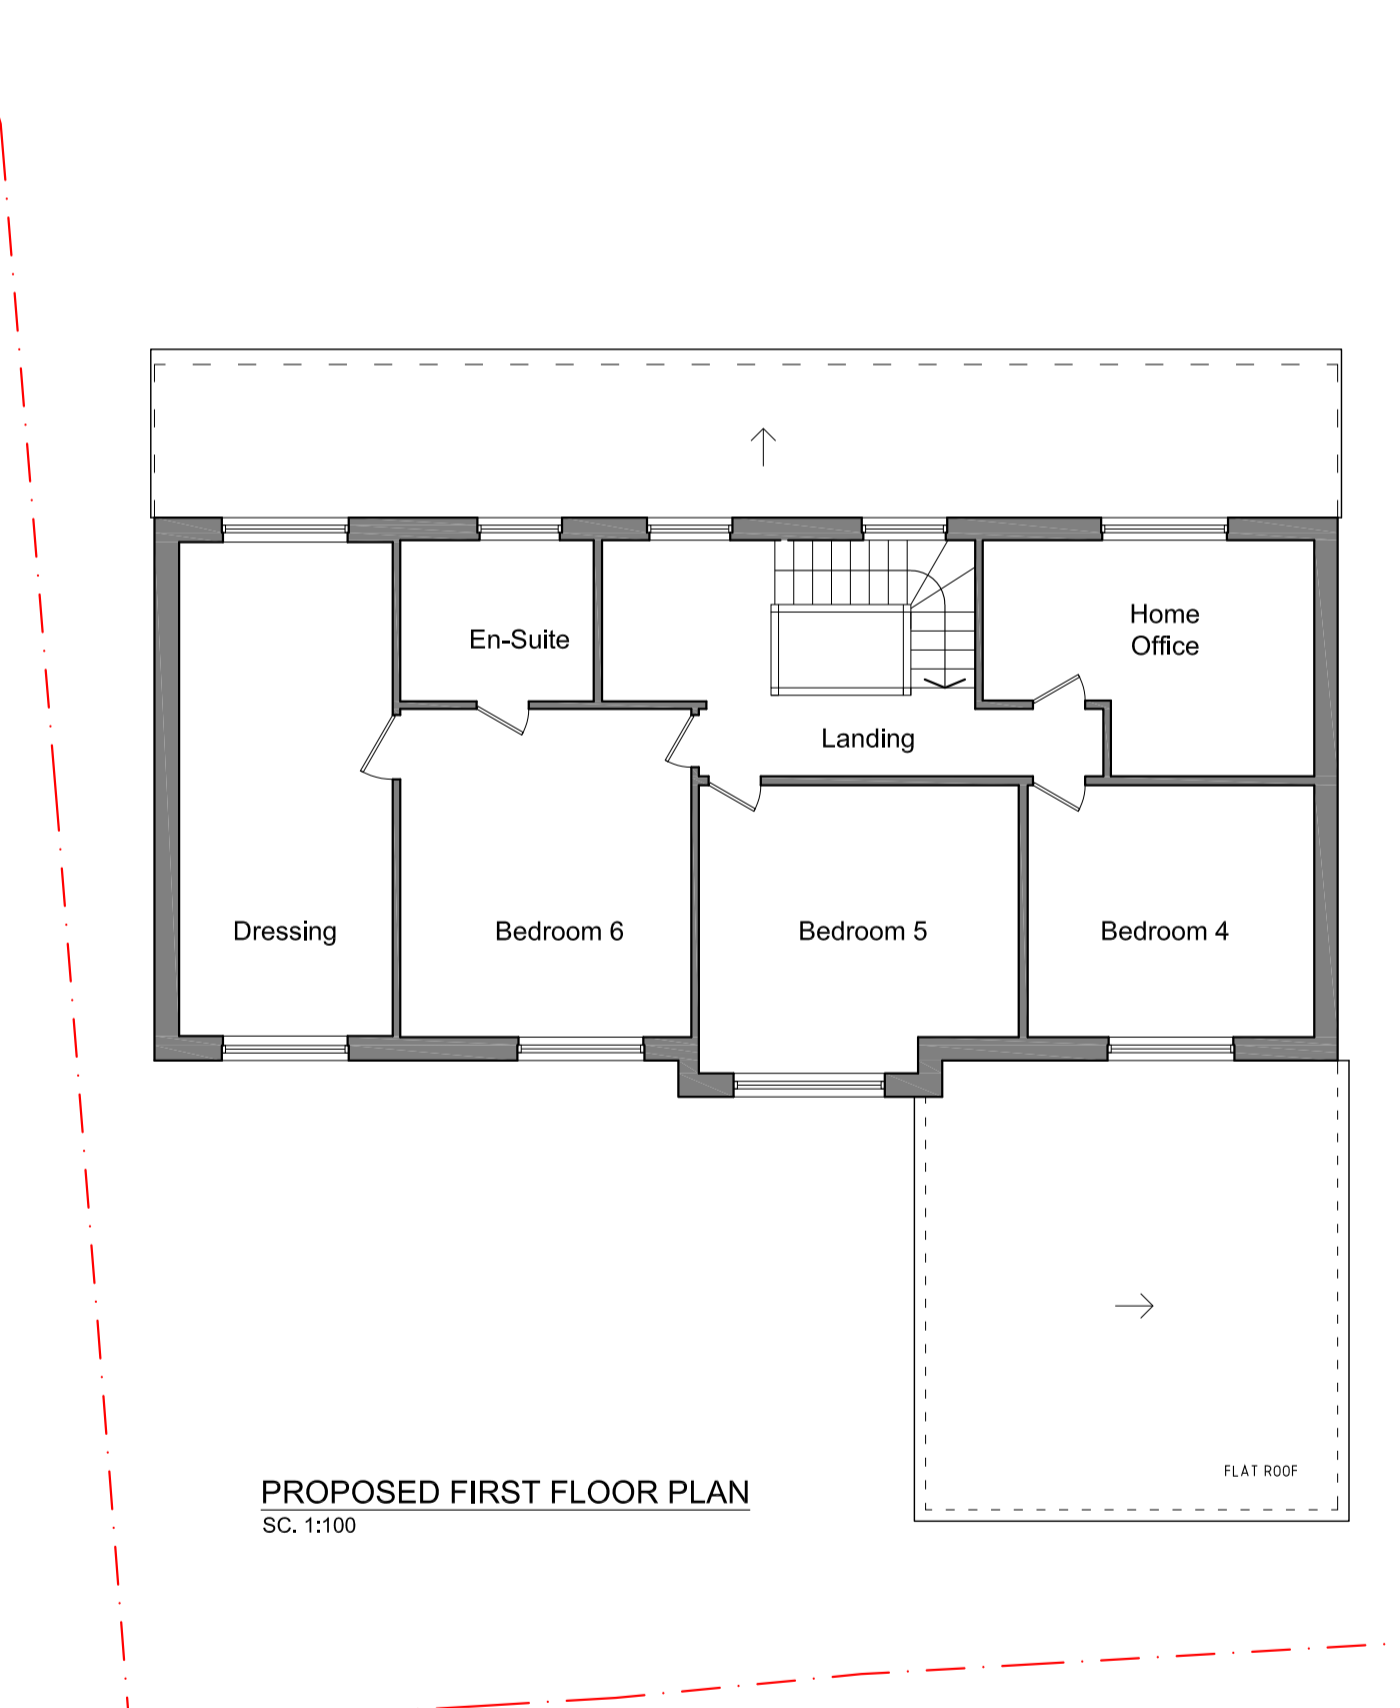 Home
Office
En-Suite
Landing
Dressing
Bedroom 6
Bedroom 5
Bedroom 4
FLAT ROOF
PROPOSED FIRST FLOOR PLAN
SC. 1:100